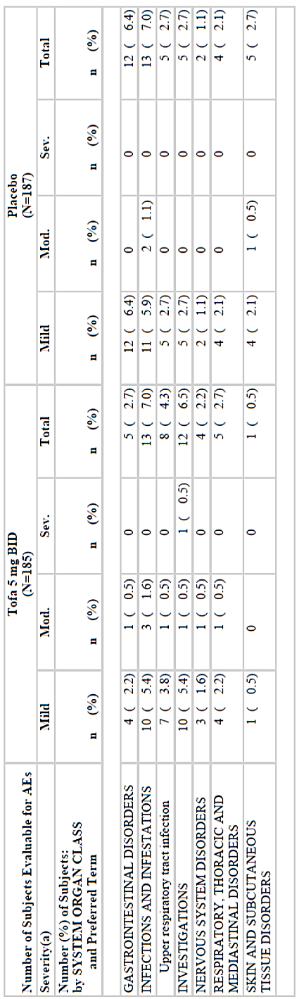 Number of Subjects Evaluable for AEs Tofa 5 mg BID (N=185) Placebo (N=187)
Severity(a) Mild Mod. Sev. Total Mild Mod. Sev. Total
Number (%) of Subjects:
by SYSTEM ORGAN CLASS
and Preferred Term n (%) n (%) n (%) n (%) n (%) n (%) n (%) n (%)
GASTROINTESTINAL DISORDERS 4 ( 2.2) 1 ( 0.5) 0 5 ( 2.7) 12 ( 6.4) 0 0 12 ( 6.4)
INFECTIONS AND INFESTATIONS 10 ( 5.4) 3 ( 1.6) 0 13 ( 7.0) 11 ( 5.9) 2 ( 1.1) 0 13 ( 7.0)
Upper respiratory tract infection 7 ( 3.8) 1 ( 0.5) 0 8 ( 4.3) 5 ( 2.7) 0 0 5 ( 2.7)
INVESTIGATIONS 10 ( 5.4) 1 ( 0.5) 1 ( 0.5) 12 ( 6.5) 5 ( 2.7) 0 0 5 ( 2.7)
NERVOUS SYSTEM DISORDERS 3 ( 1.6) 1 ( 0.5) 0 4 ( 2.2) 2 ( 1.1) 0 0 2 ( 1.1)
RESPIRATORY, THORACIC AND
MEDIASTINAL DISORDERS 4 ( 2.2) 1 ( 0.5) 0 5 ( 2.7) 4 ( 2.1) 0 0 4 ( 2.1)
SKIN AND SUBCUTANEOUS
TISSUE DISORDERS 1 ( 0.5) 0 0 1 ( 0.5) 4 ( 2.1) 1 ( 0.5) 0 5 ( 2.7)